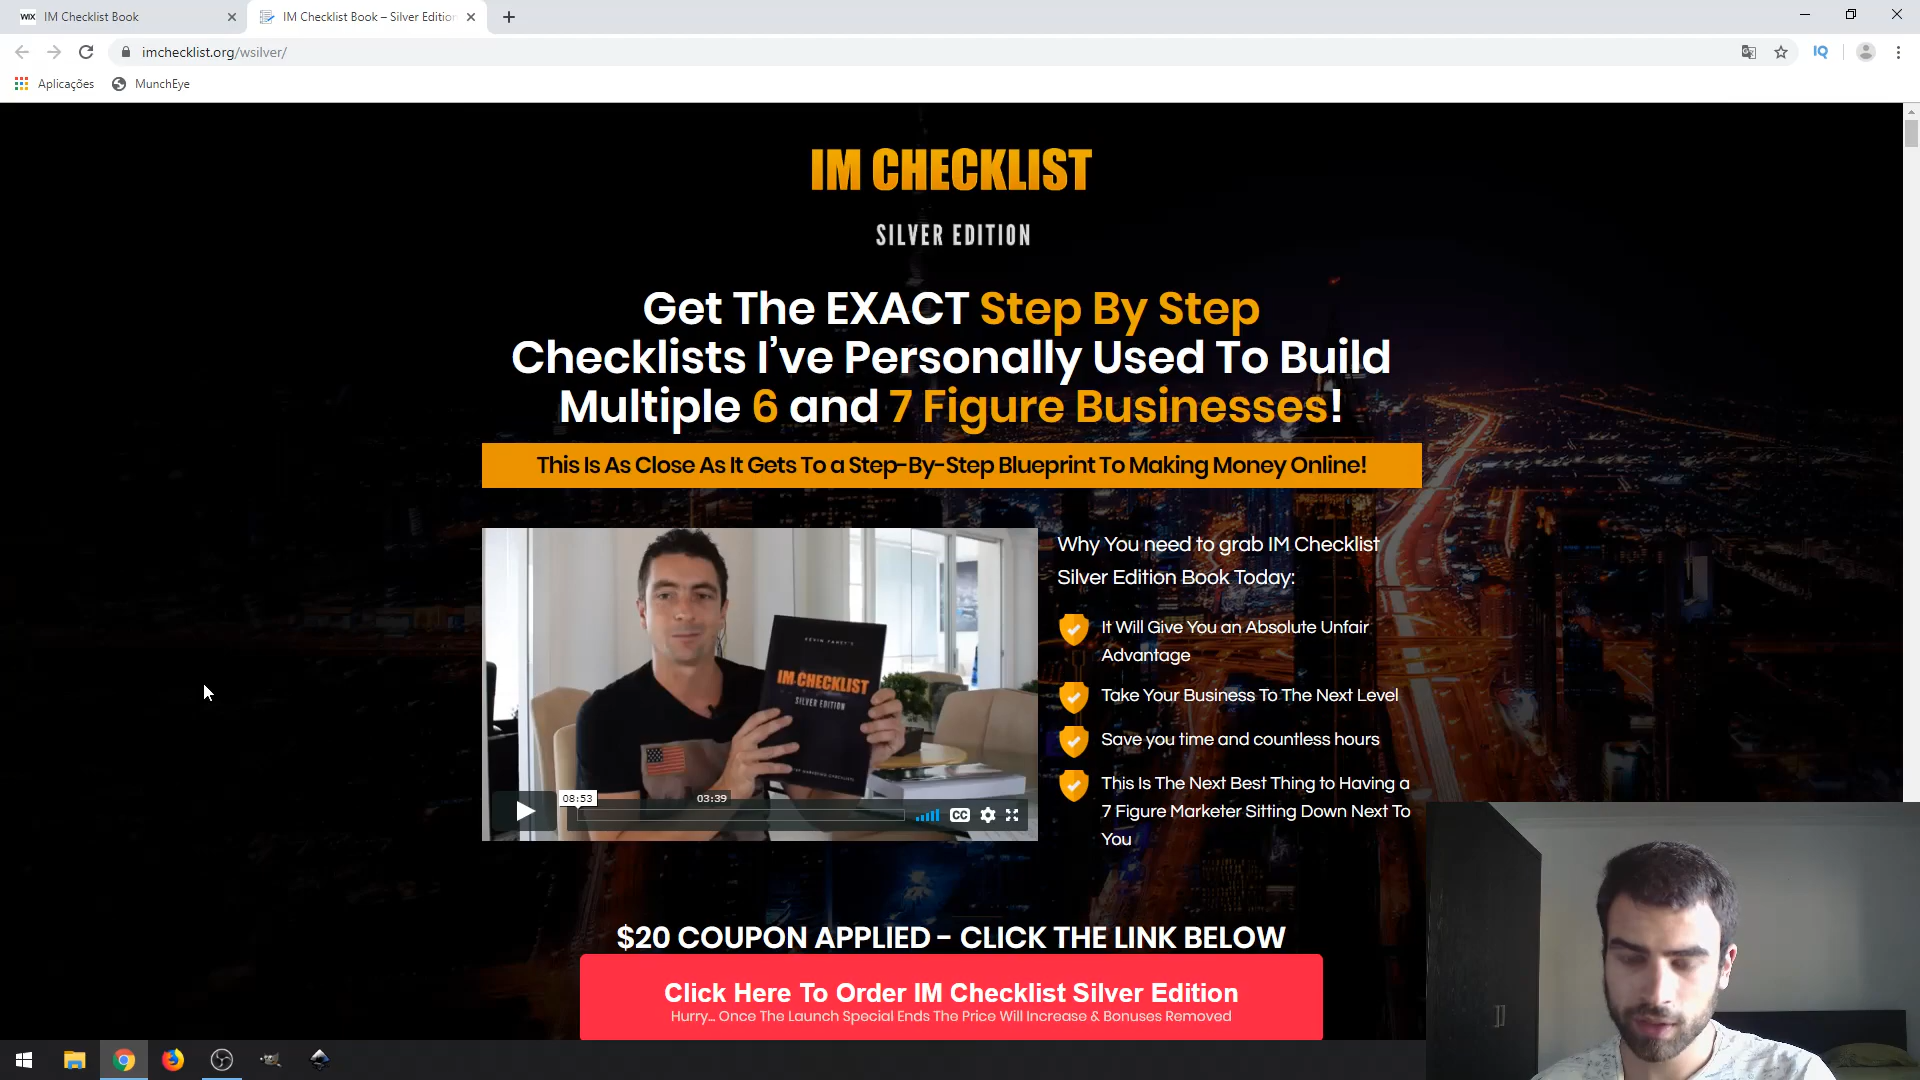 WIX IM Checklist Book
IM Checklist Book – Silver Edition
imchecklist.org/wsilver/
IQ
Aplicações
MunchEye
IM CHECKLIST
SILVER EDITION
Get The EXACT Step By Step
Checklists I've Personally Used To Build
Multiple 6 and 7 Figure Businesses!
This Is As Close As It Gets To a Step-By-Step Blueprint To Making Money Online!
KEVIN FAHEY'S
IM CHECKLIST
SILVER EDITION
08:53
03:39
CC
Why You need to grab IM Checklist
Silver Edition Book Today:
It Will Give You an Absolute Unfair
Advantage
Take Your Business To The Next Level
Save you time and countless hours
This Is The Next Best Thing to Having a
7 Figure Marketer Sitting Down Next To
You
$20 COUPON APPLIED - CLICK THE LINK BELOW
Click Here To Order IM Checklist Silver Edition
Hurry... Once The Launch Special Ends The Price Will Increase & Bonuses Removed